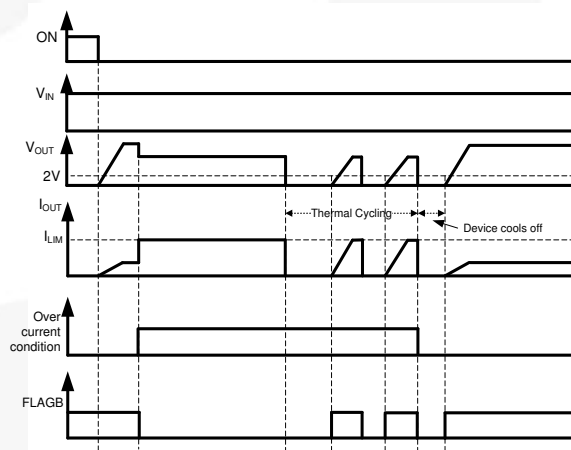 ON
VIN
VOUT
2V
IOUT
Thermal Cycling
Device cools off
ILIM
Over
current
condition
FLAGB